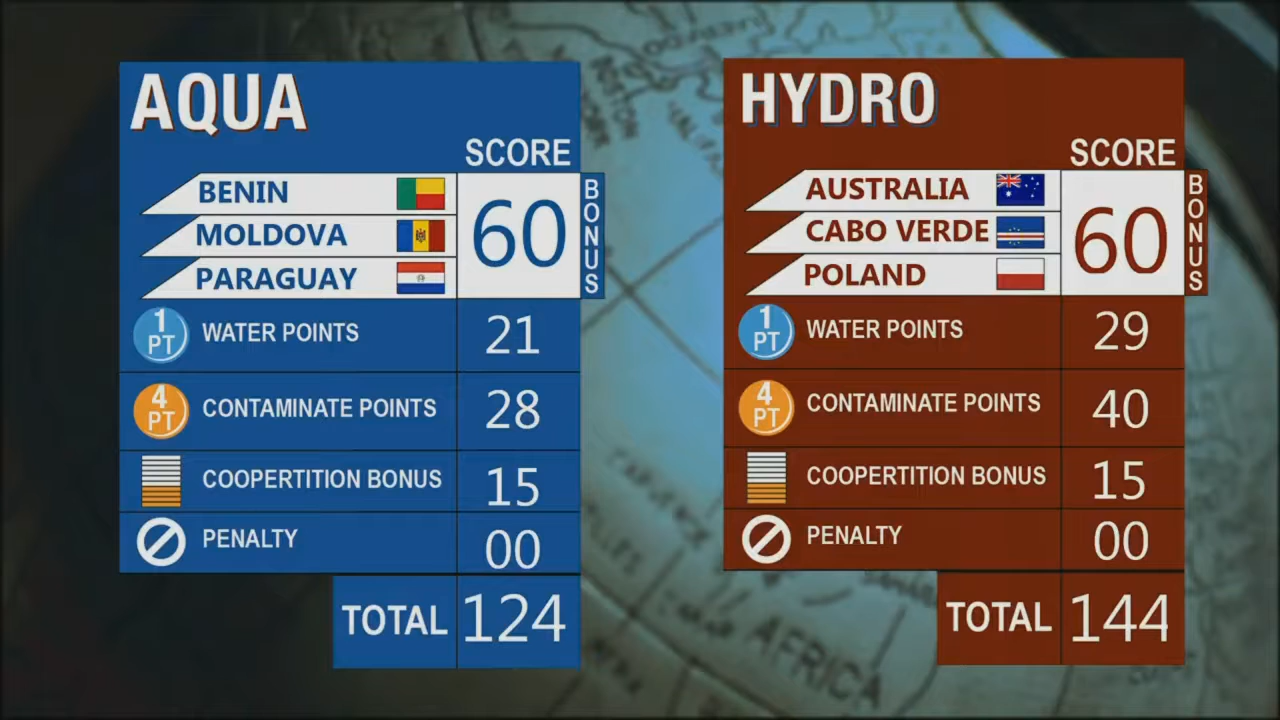 AQUA
SCORE
BENIN
MOLDOVA
PARAGUAY
60
BONUS
1 PT WATER POINTS 21
4 PT CONTAMINATE POINTS 28
COOPERTITION BONUS 15
PENALTY 00
TOTAL 124
HYDRO
SCORE
AUSTRALIA
CABO VERDE
POLAND
60
BONUS
1 PT WATER POINTS 29
4 PT CONTAMINATE POINTS 40
COOPERTITION BONUS 15
PENALTY 00
TOTAL 144
AFRICA